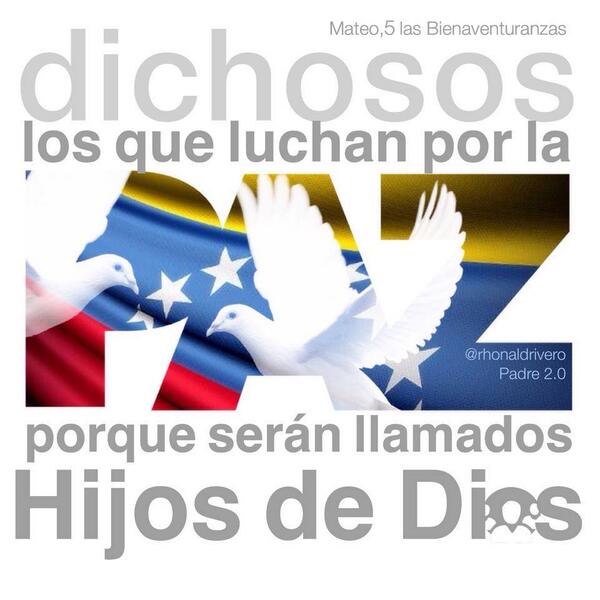 Mateo,5 las Bienaventuranzas
dichosos
los que luchan por la
PAZ
@rhonaldrivero
Padre 2.0
porque serán llamados
Hijos de Dios